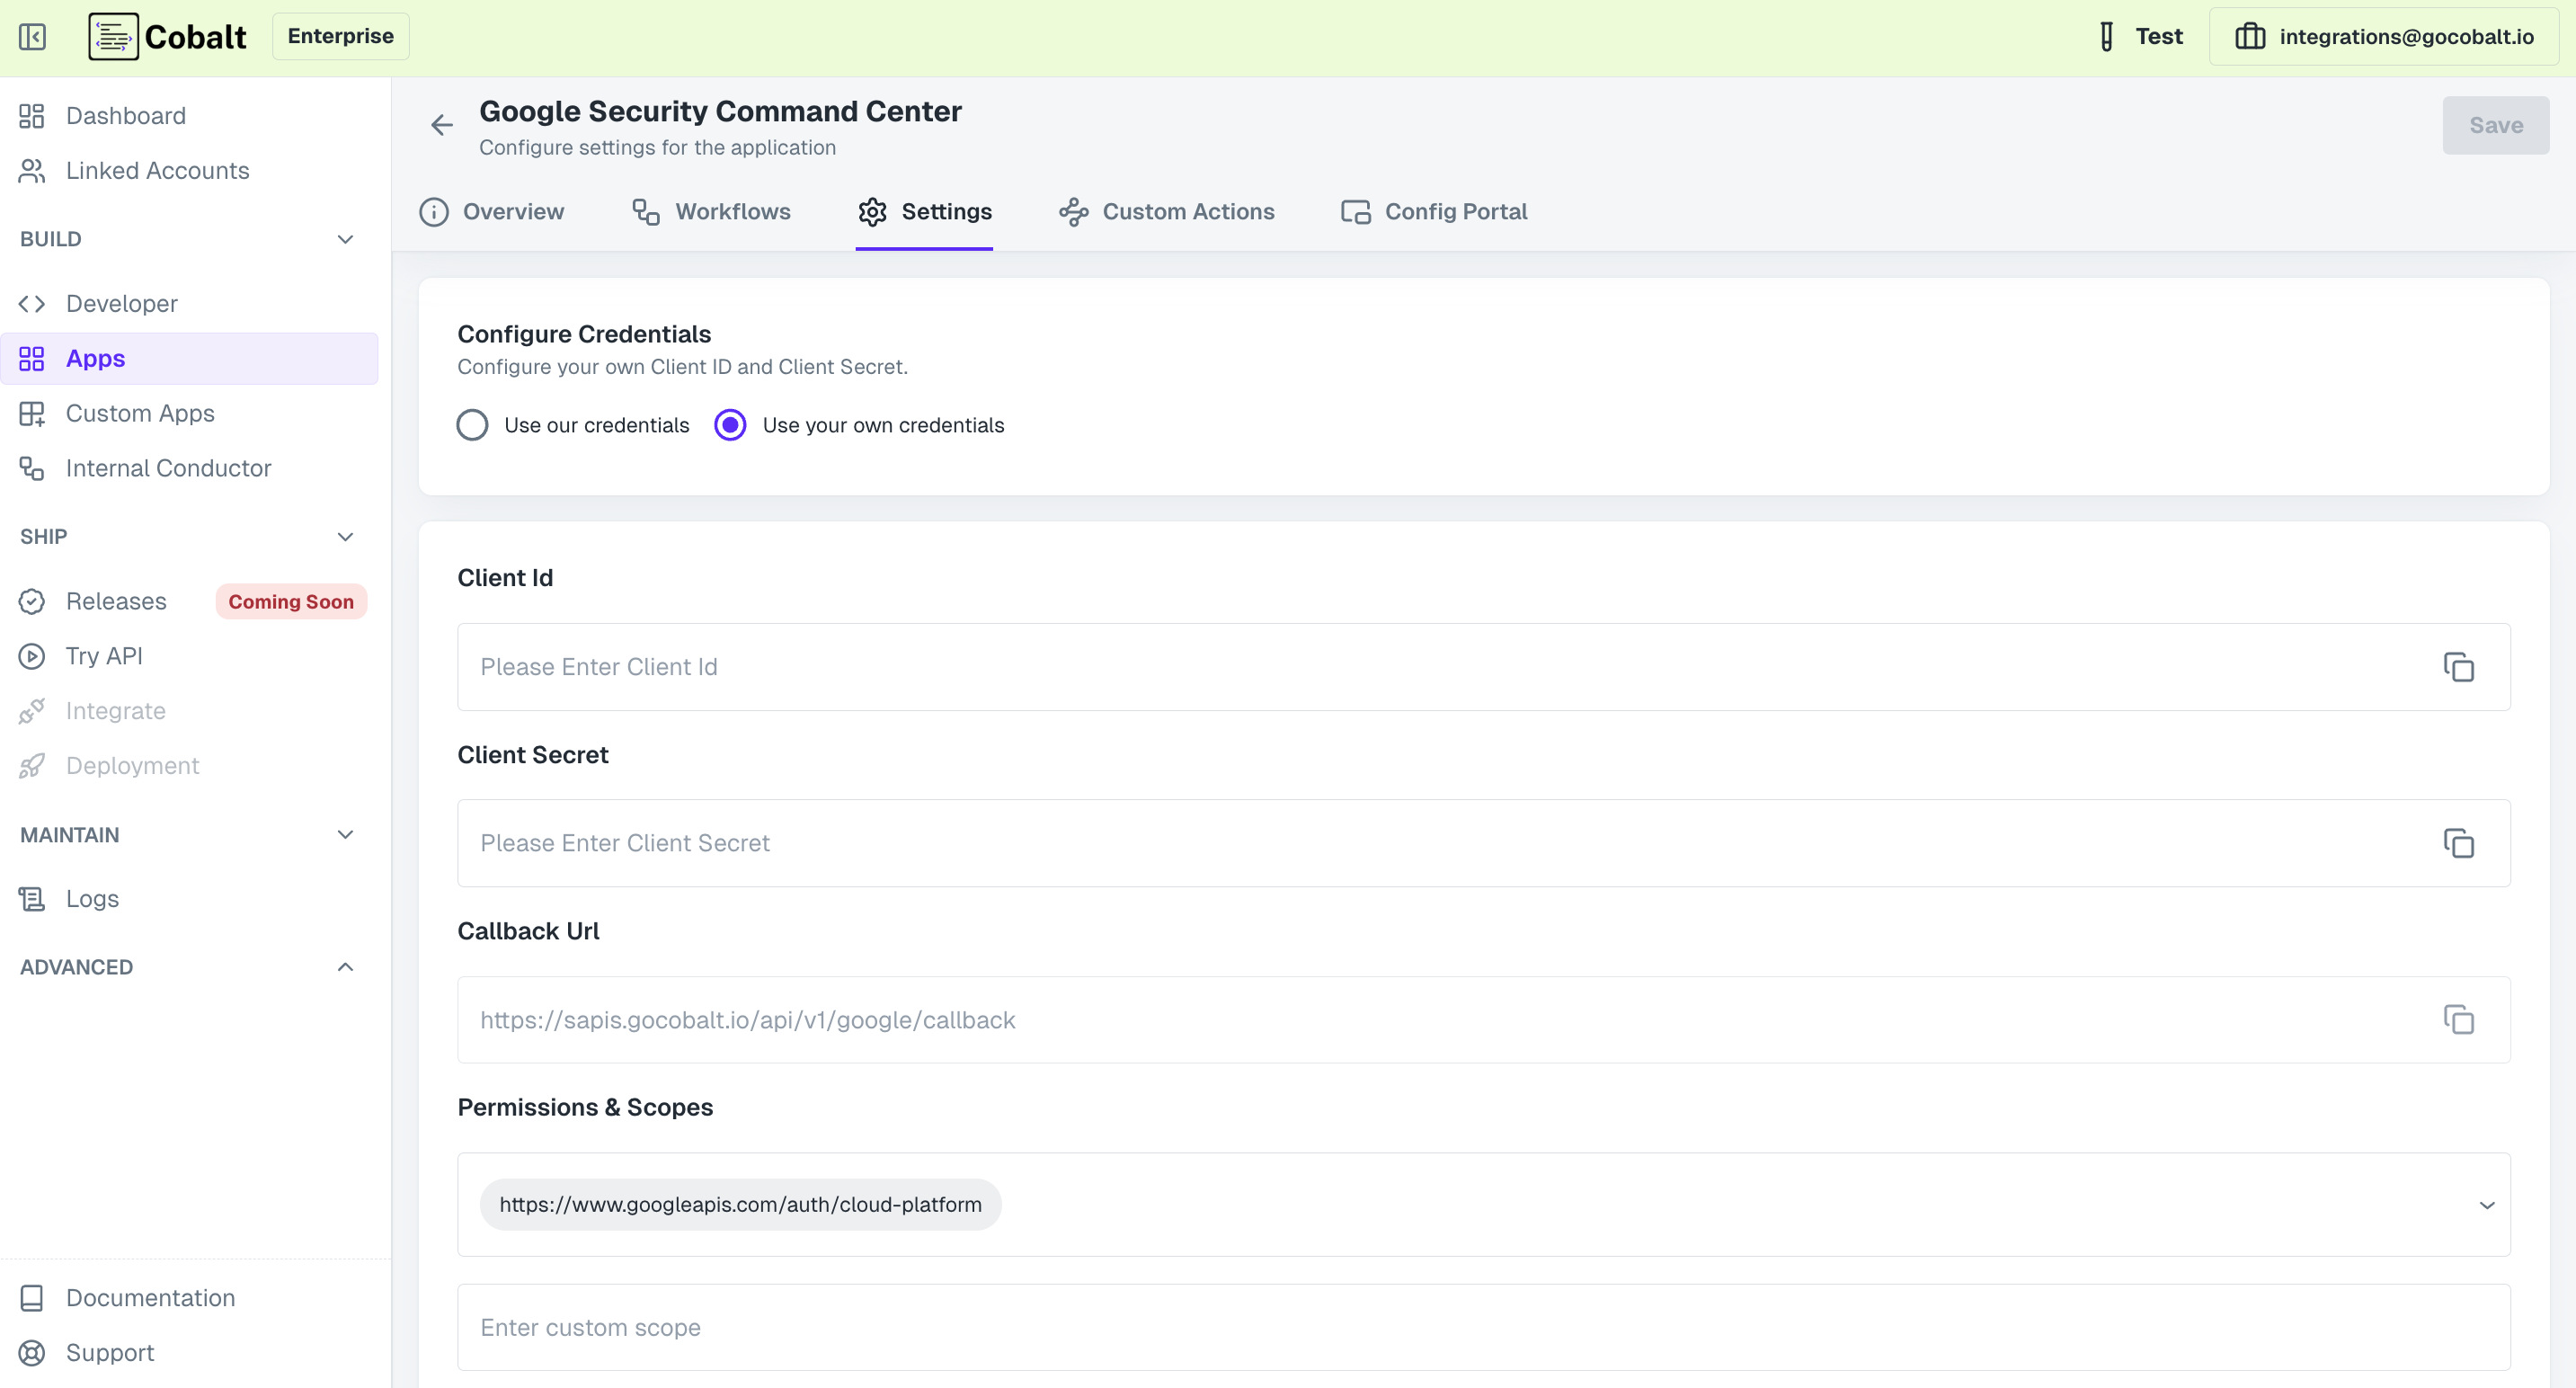 Cobalt
Enterprise
Test
integrations@gocobalt.io
Dashboard
Linked Accounts
BUILD
Developer
Apps
Custom Apps
Internal Conductor
SHIP
Releases
Coming Soon
Try API
Integrate
Deployment
MAINTAIN
Logs
ADVANCED
Documentation
Support
Google Security Command Center
Configure settings for the application
Save
Overview
Workflows
Settings
Custom Actions
Config Portal
Configure Credentials
Configure your own Client ID and Client Secret.
Use our credentials
Use your own credentials
Client Id
Please Enter Client Id
Client Secret
Please Enter Client Secret
Callback Url
https://sapis.gocobalt.io/api/v1/google/callback
Permissions & Scopes
https://www.googleapis.com/auth/cloud-platform
Enter custom scope